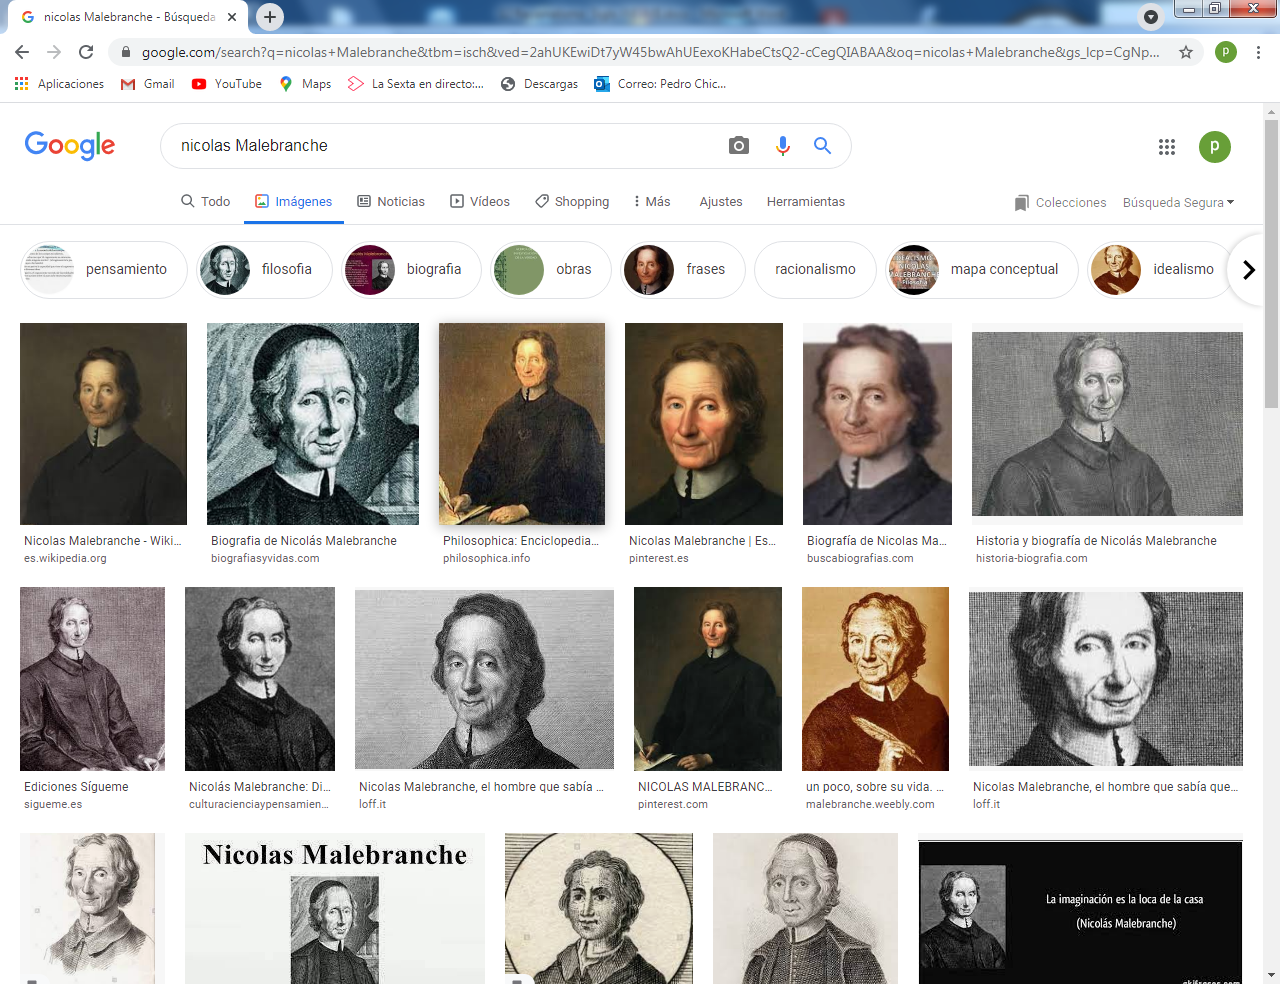 nicolas Malebranche - Búsqueda
google.com/search?q=nicolas+Malebranche&tbm=isch&ved=2ahUKEwiDt7yW45bwAhUEexoKHabeCtsQ2-cCegQIABAA&oq=nicolas+Malebranche&gs_lcp=CgNp...
p
Aplicaciones Gmail YouTube Maps La Sexta en directo:... Descargas Correo: Pedro Chic...
Google
nicolas Malebranche
p
Todo Imágenes Noticias Vídeos Shopping Más Ajustes Herramientas Colecciones Búsqueda Segura
pensamiento filosofia biografia obras frases racionalismo mapa conceptual idealismo
Nicolas Malebranche - Wiki... Biografia de Nicolás Malebranche Philosophica: Enciclopedia... Nicolas Malebranche | Es... Biografía de Nicolas Ma... Historia y biografía de Nicolás Malebranche
es.wikipedia.org biografiasyvidas.com philosophica.info pinterest.es buscabiografias.com historia-biografia.com
Ediciones Sígueme Nicolás Malebranche: Di... Nicolas Malebranche, el hombre que sabía ... NICOLAS MALEBRANC... un poco, sobre su vida. ... Nicolas Malebranche, el hombre que sabía que...
sigueme.es culturacienciaypensamien... loff.it pinterest.com malebranche.weebly.com loff.it
Nicolas Malebranche
La imaginación es la loca de la casa
(Nicolás Malebranche)